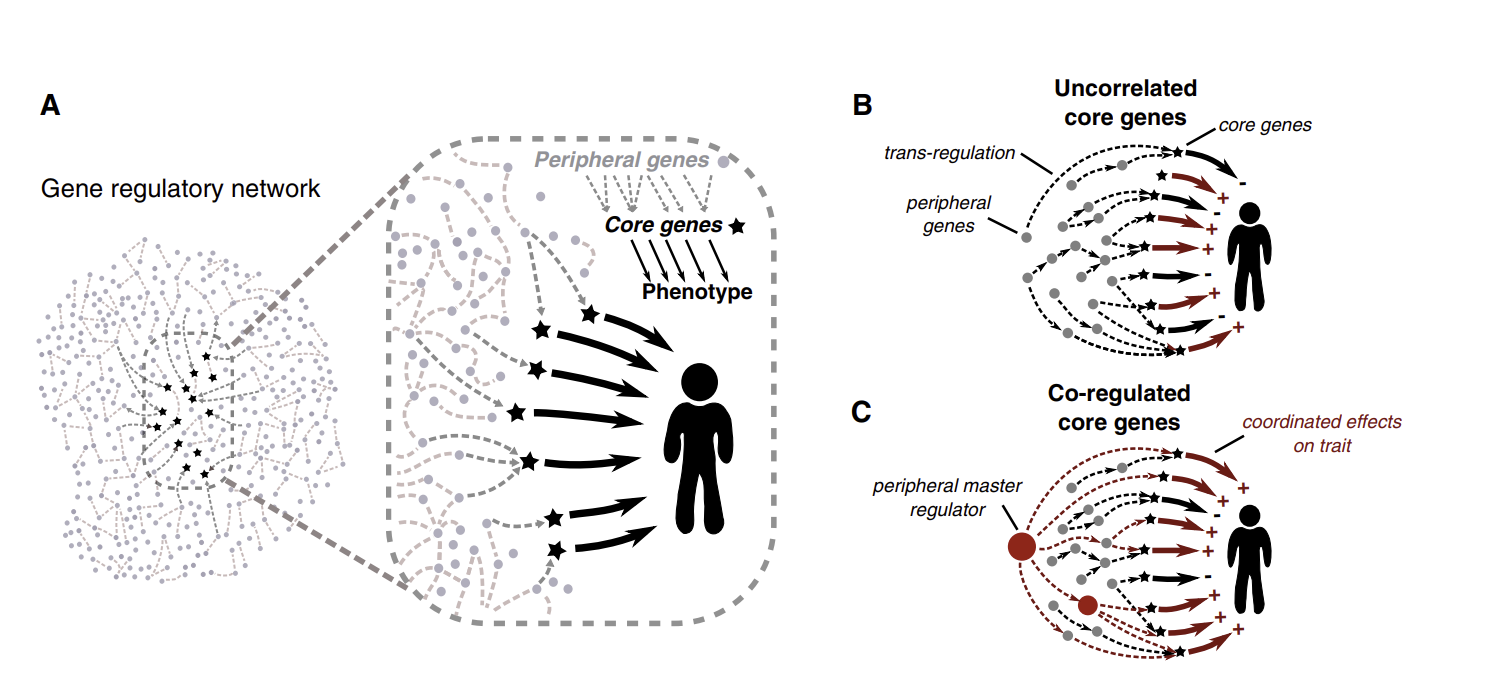 A
Gene regulatory network
Peripheral genes
Core genes
Phenotype
B
Uncorrelated
core genes
core genes
trans-regulation
peripheral
genes
-
+
-
+
+
-
+
-
+
C
Co-regulated
core genes
coordinated effects
on trait
peripheral master
regulator
+
+
-
+
+
-
+
+
+